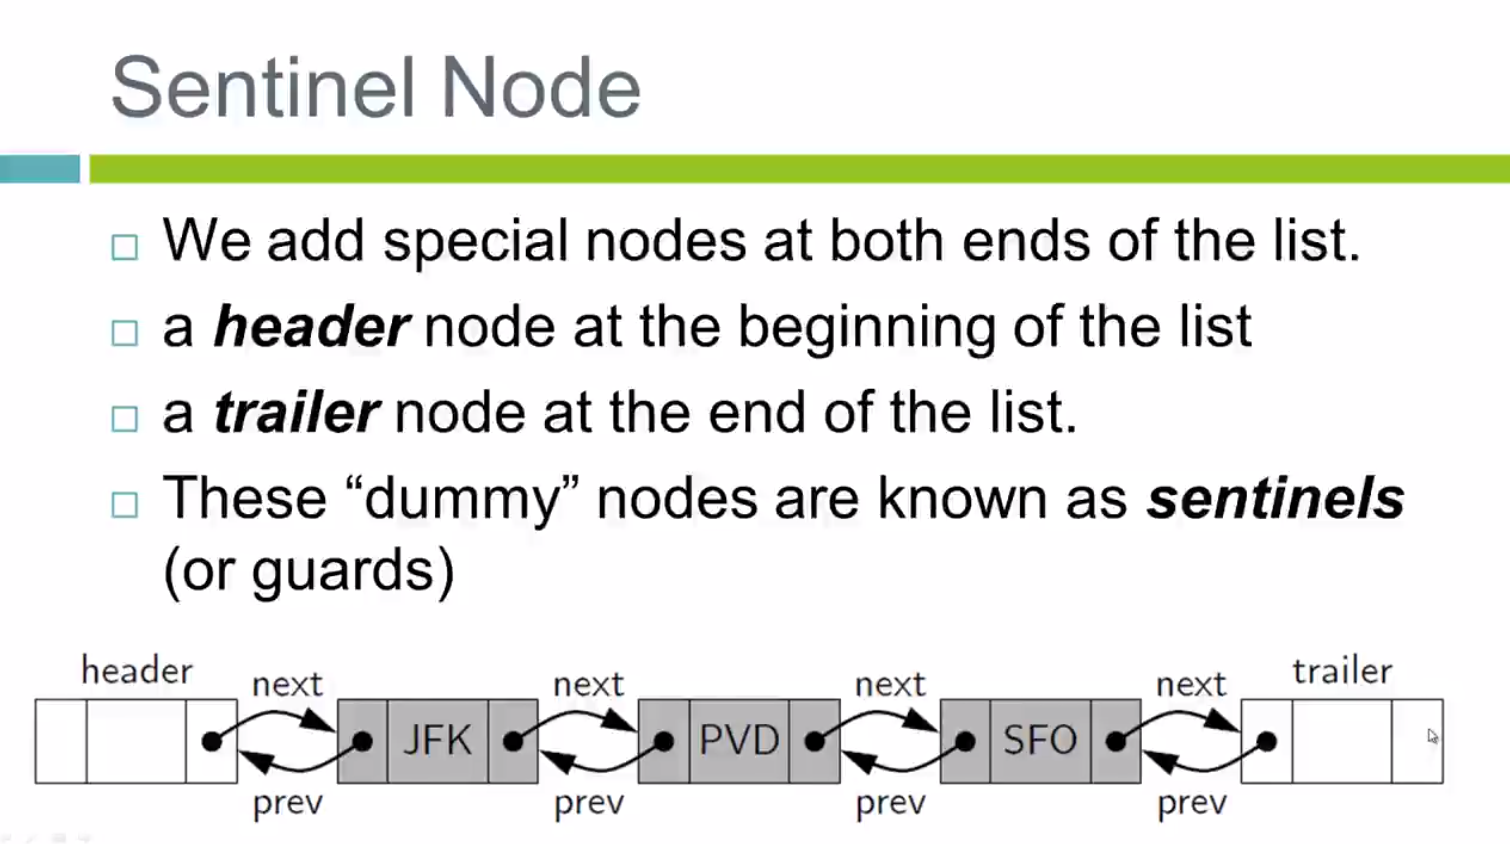 Sentinel Node
We add special nodes at both ends of the list.
a header node at the beginning of the list
a trailer node at the end of the list.
These “dummy” nodes are known as sentinels
(or guards)
header
trailer
next
next
next
next
JFK
PVD
SFO
prev
prev
prev
prev